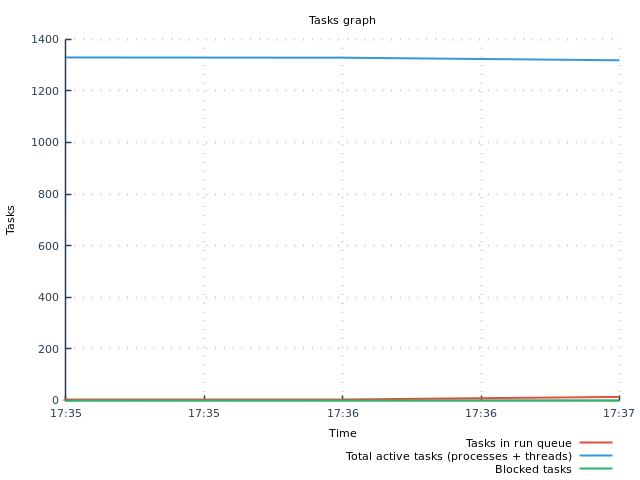 Tasks graph
1400
1200
1000
800
600
400
200
0
Tasks
17:35 17:35 17:36 17:36 17:37
Time
Tasks in run queue
Total active tasks (processes + threads)
Blocked tasks